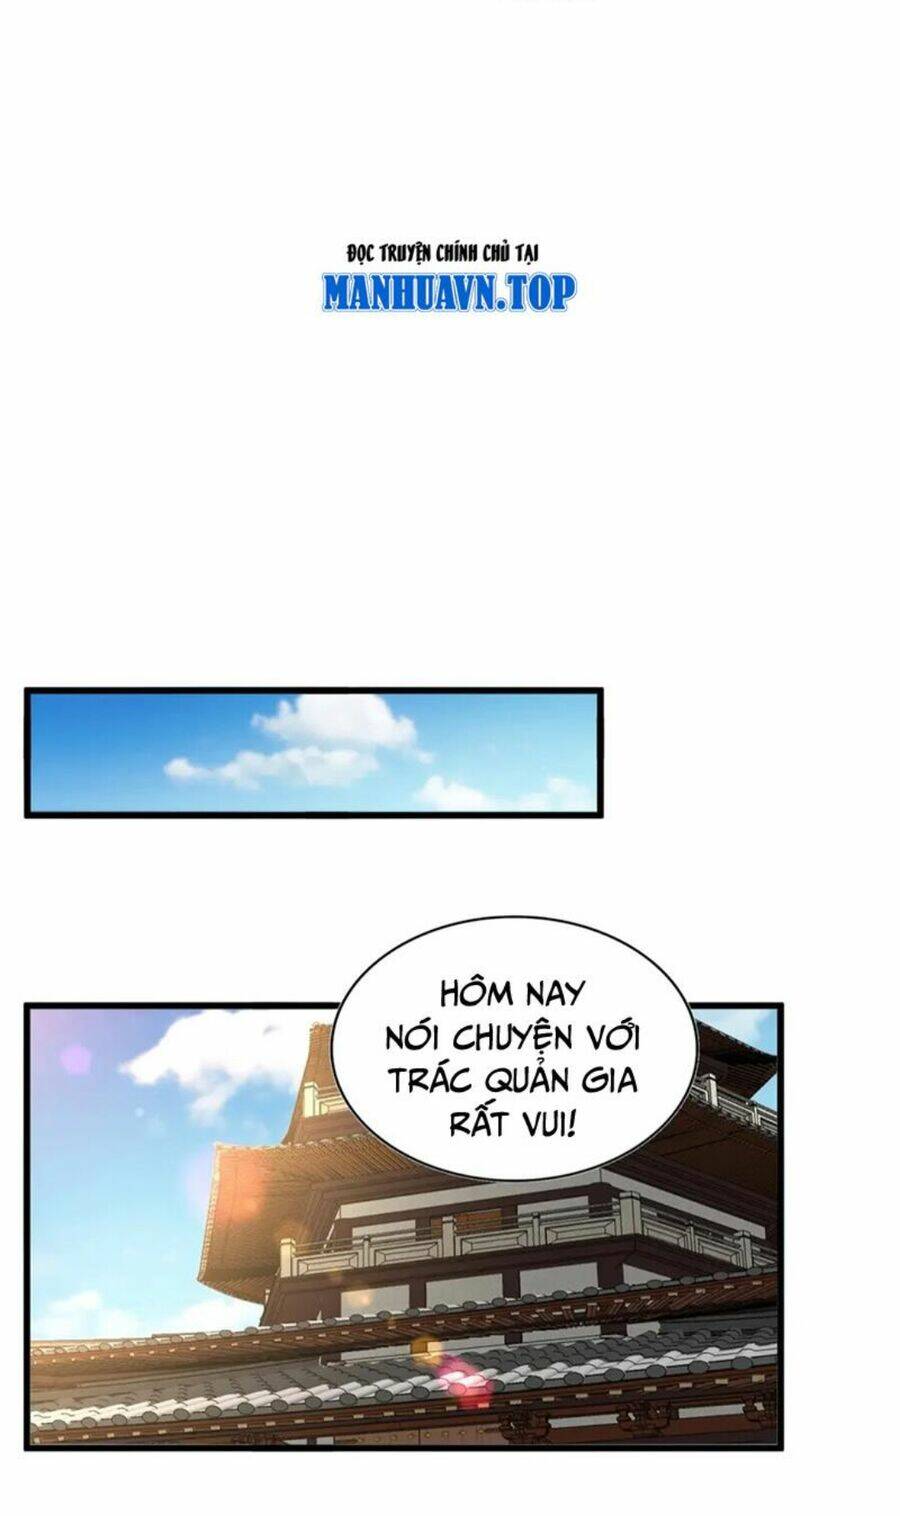 ĐỌC TRUYỆN CHÍNH CHỦ TẠI
MANHUAVN.TOP
HÔM NAY
NÓI CHUYỆN VỚI
TRÁC QUẢN GIA
RẤT VUI!